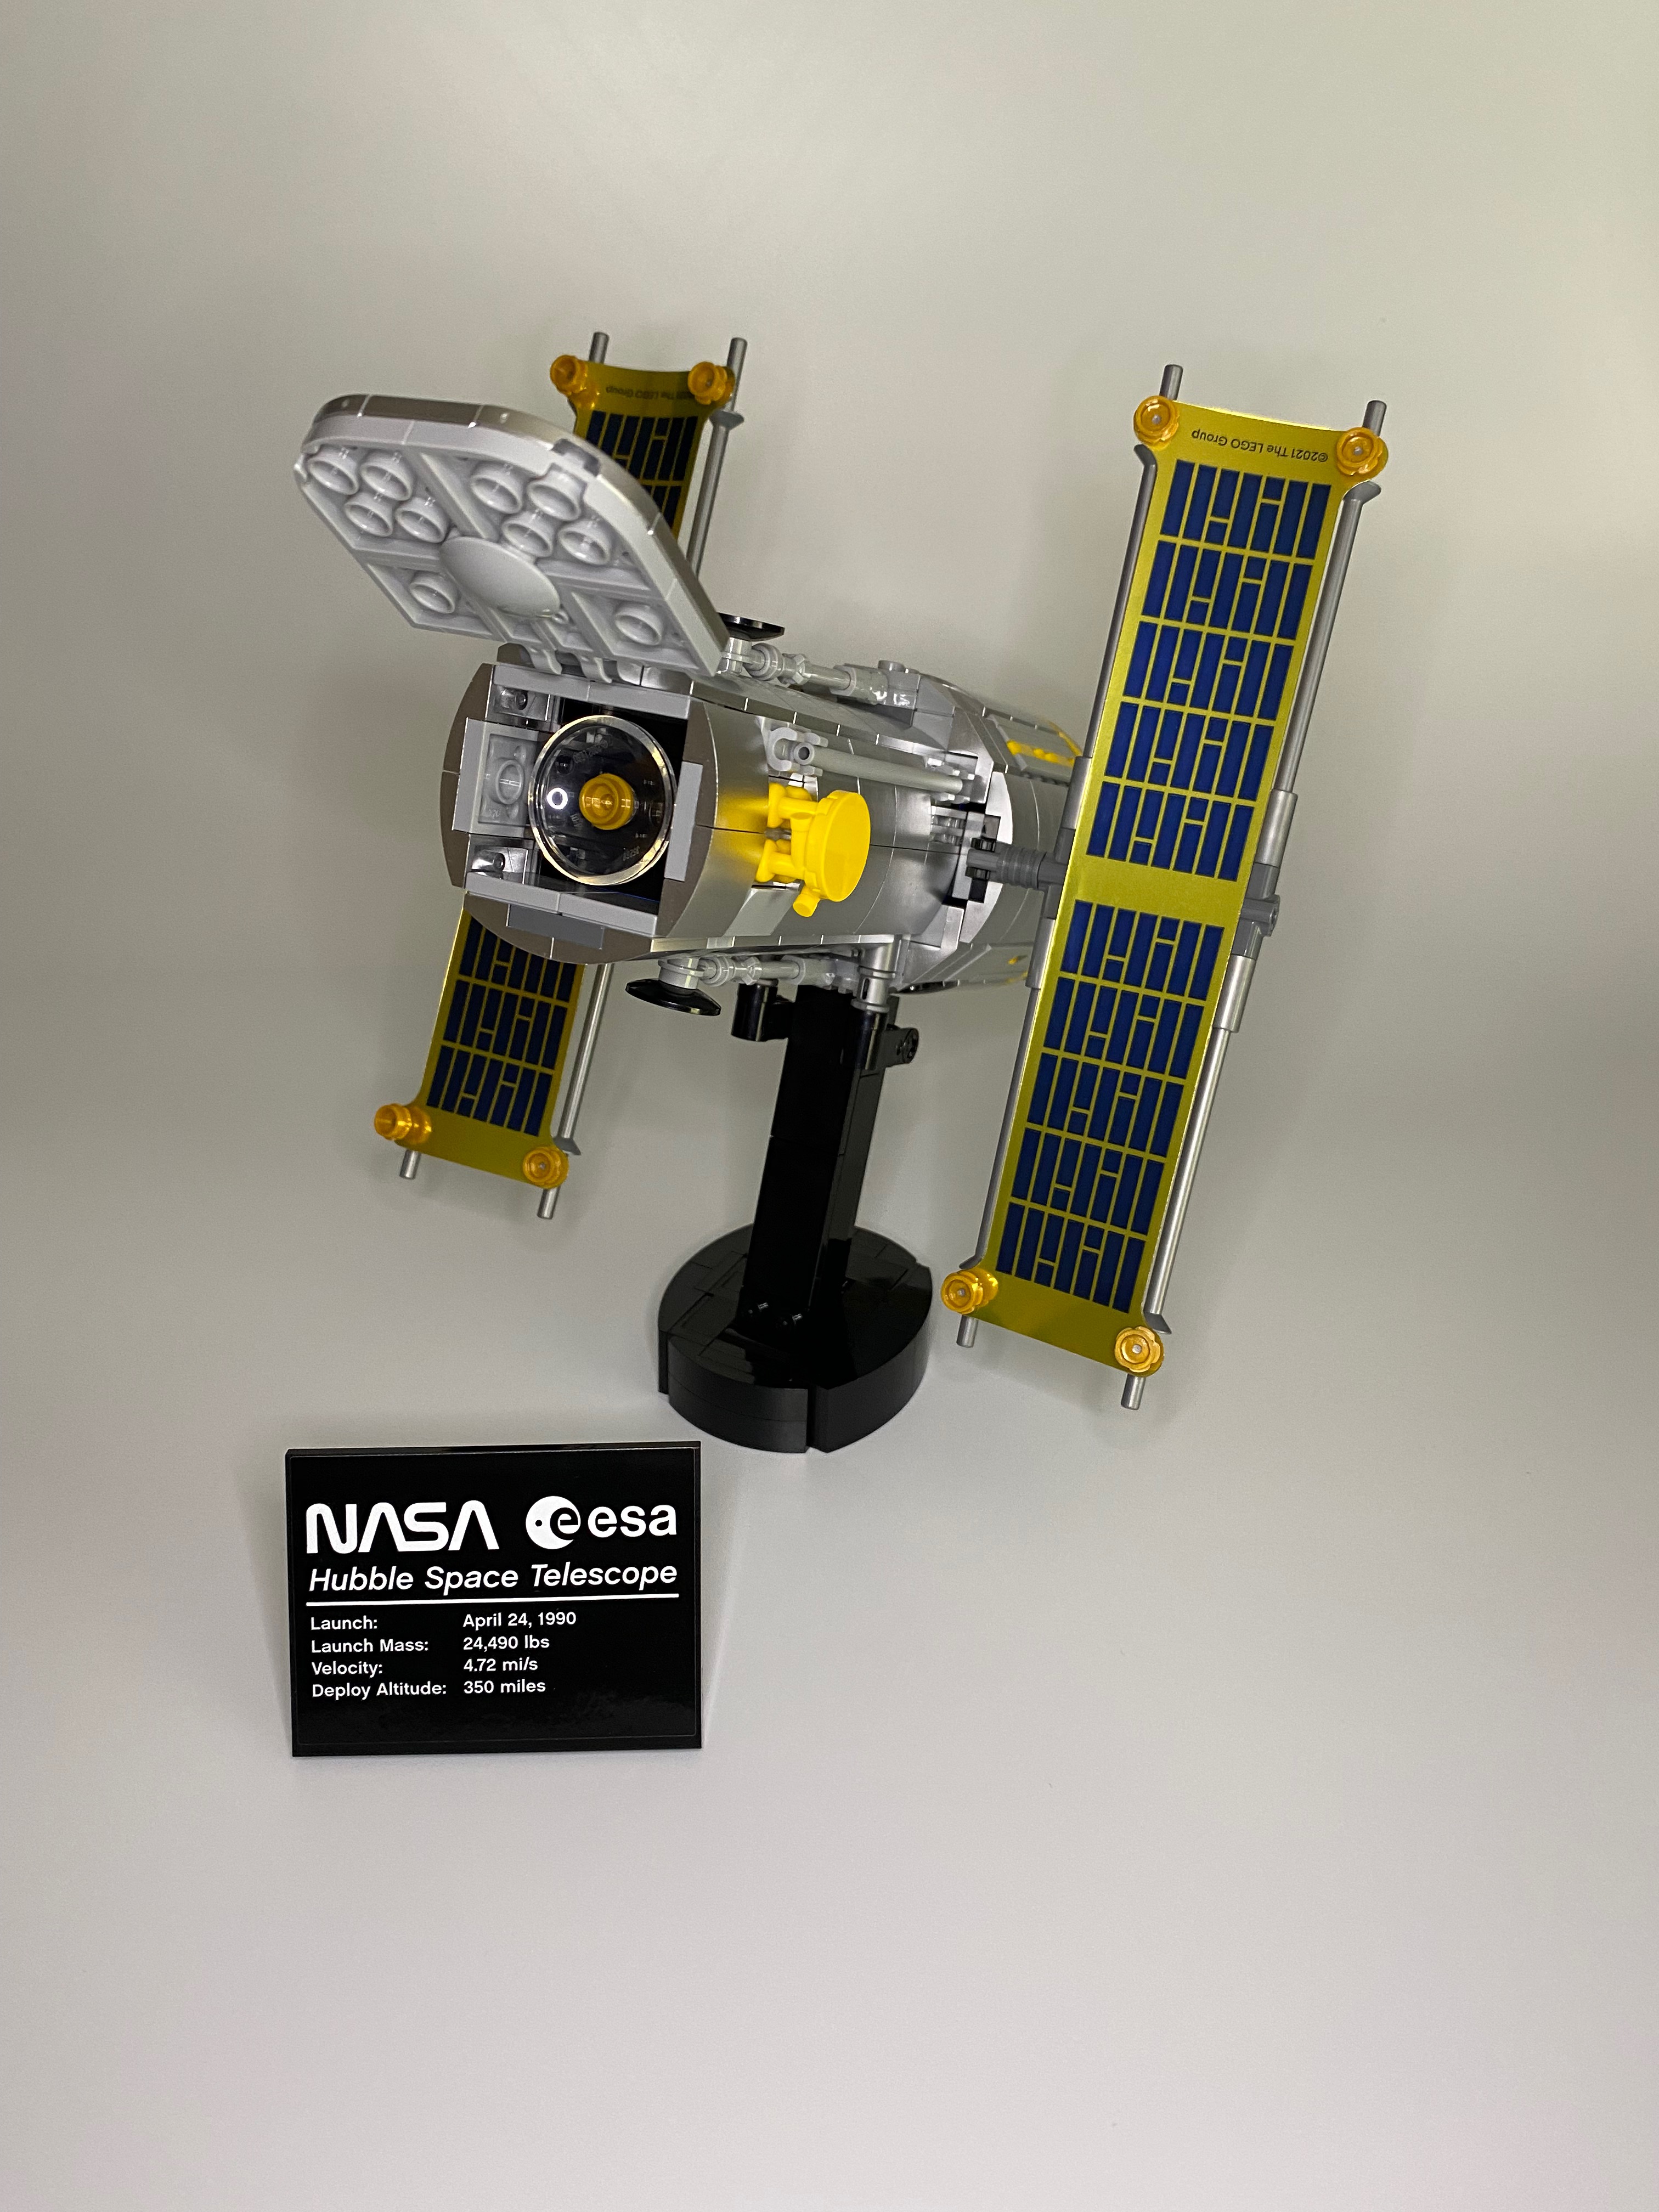 ©2021 The LEGO Group
NASA esa
Hubble Space Telescope
Launch: April 24, 1990
Launch Mass: 24,490 lbs
Velocity: 4.72 mi/s
Deploy Altitude: 350 miles